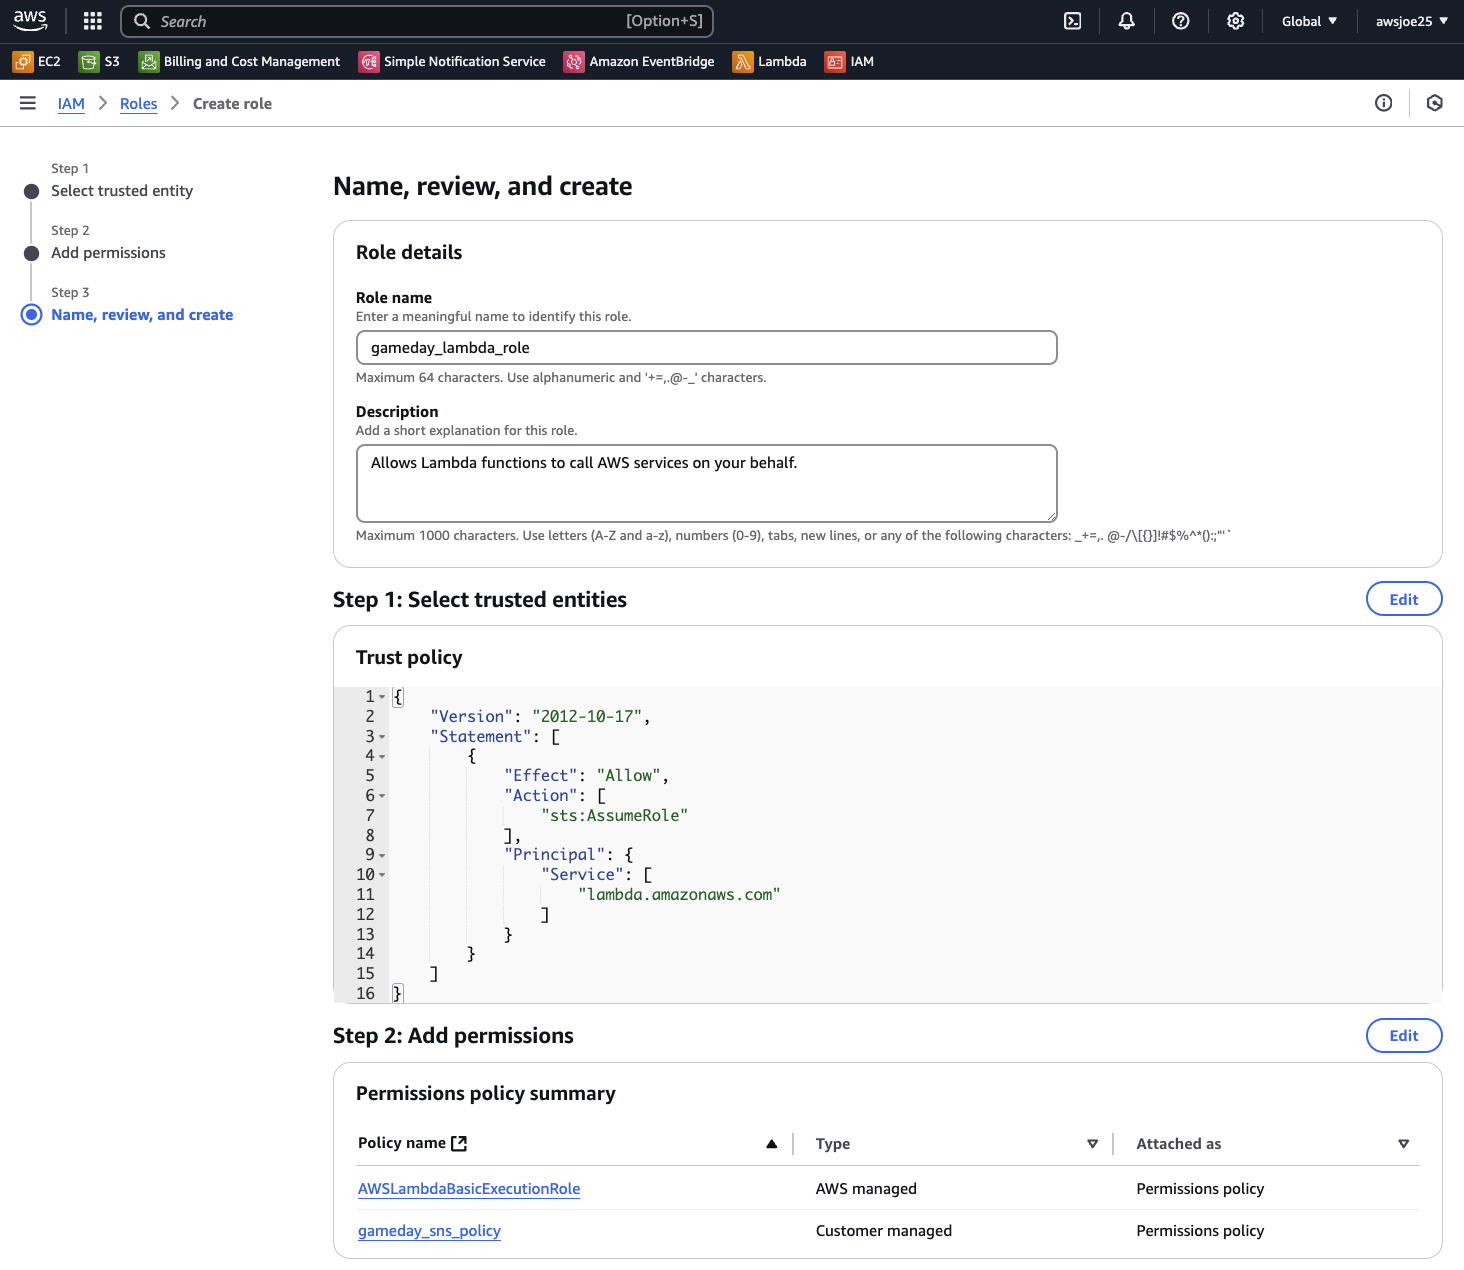 aws
Search
[Option+S]
Global
awsjoe25
EC2
S3
Billing and Cost Management
Simple Notification Service
Amazon EventBridge
Lambda
IAM
IAM
Roles
Create role
Step 1
Select trusted entity
Step 2
Add permissions
Step 3
Name, review, and create
Name, review, and create
Role details
Role name
Enter a meaningful name to identify this role.
gameday_lambda_role
Maximum 64 characters. Use alphanumeric and '+=,.@-_' characters.
Description
Add a short explanation for this role.
Allows Lambda functions to call AWS services on your behalf.
Maximum 1000 characters. Use letters (A-Z and a-z), numbers (0-9), tabs, new lines, or any of the following characters: _+=,. @-/\[{}]!#$%^*();:"'`
Step 1: Select trusted entities
Edit
Trust policy
1 {
2     "Version": "2012-10-17",
3     "Statement": [
4         {
5             "Effect": "Allow",
6             "Action": [
7                 "sts:AssumeRole"
8             ],
9             "Principal": {
10                 "Service": [
11                     "lambda.amazonaws.com"
12                 ]
13             }
14         }
15     ]
16 }
Step 2: Add permissions
Edit
Permissions policy summary
Policy name
Type
Attached as
AWSLambdaBasicExecutionRole
AWS managed
Permissions policy
gameday_sns_policy
Customer managed
Permissions policy